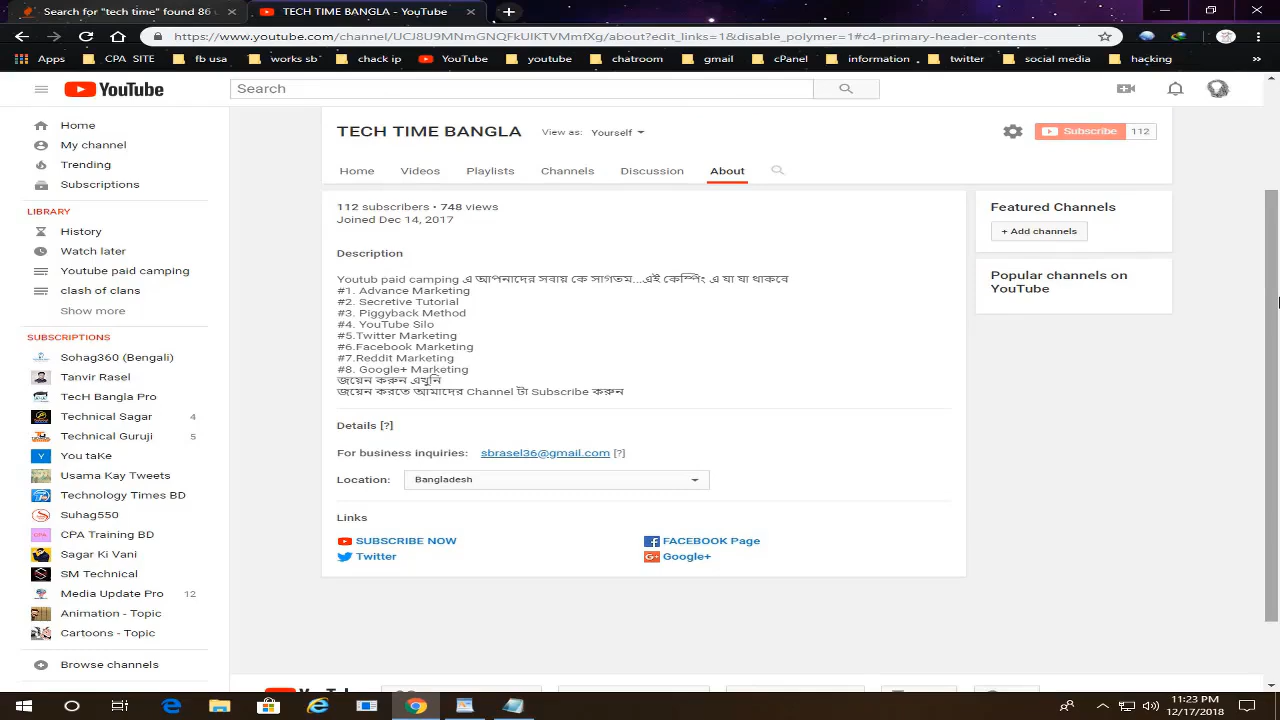 Search for "tech time" found 86
TECH TIME BANGLA - YouTube
https://www.youtube.com/channel/UCJ8U9MNmGNQFkUlKTVMmfXg/about?edit_links=1&disable_polymer=1#c4-primary-header-contents
Apps CPA SITE fb usa works sb chack ip YouTube youtube chatroom gmail cPanel information twitter social media hacking »
YouTube
Search
Home
My channel
Trending
Subscriptions
LIBRARY
History
Watch later
Youtube paid camping
clash of clans
Show more
SUBSCRIPTIONS
Sohag360 (Bengali)
Tanvir Rasel
TecH Bangla Pro
Technical Sagar 4
Technical Guruji 5
You taKe
Usama Kay Tweets
Technology Times BD
Suhag550
CPA Training BD
Sagar Ki Vani
SM Technical
Media Update Pro 12
Animation - Topic
Cartoons - Topic
Browse channels
TECH TIME BANGLA View as: Yourself
Subscribe 112
Home Videos Playlists Channels Discussion About
112 subscribers • 748 views
Joined Dec 14, 2017
Description
Youtub paid camping এ আপনাদের সবায় কে সাগতম...এই কেম্পিং এ যা যা থাকবে
#1. Advance Marketing
#2. Secretive Tutorial
#3. Piggyback Method
#4. YouTube Silo
#5.Twitter Marketing
#6.Facebook Marketing
#7.Reddit Marketing
#8. Google+ Marketing
জয়েন করুন এখুনি
জয়েন করতে আমাদের Channel টা Subscribe করুন
Details [?]
For business inquiries: sbrasel36@gmail.com [?]
Location: Bangladesh
Links
SUBSCRIBE NOW FACEBOOK Page
Twitter Google+
Featured Channels
+ Add channels
Popular channels on
YouTube
11:23 PM
12/17/2018